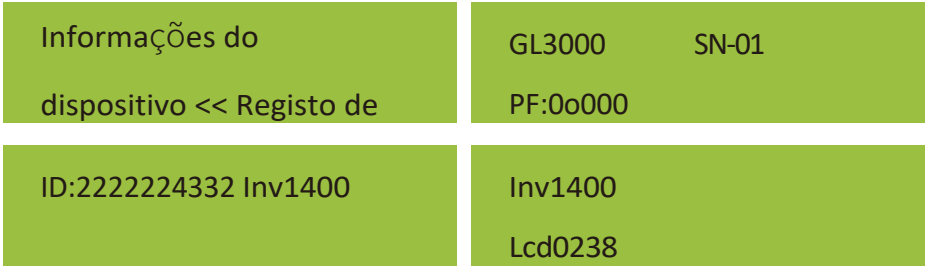 Informações do
dispositivo << Registo de
GL3000 SN-01
PF:0o000
ID:2222224332 Inv1400
Inv1400
Lcd0238